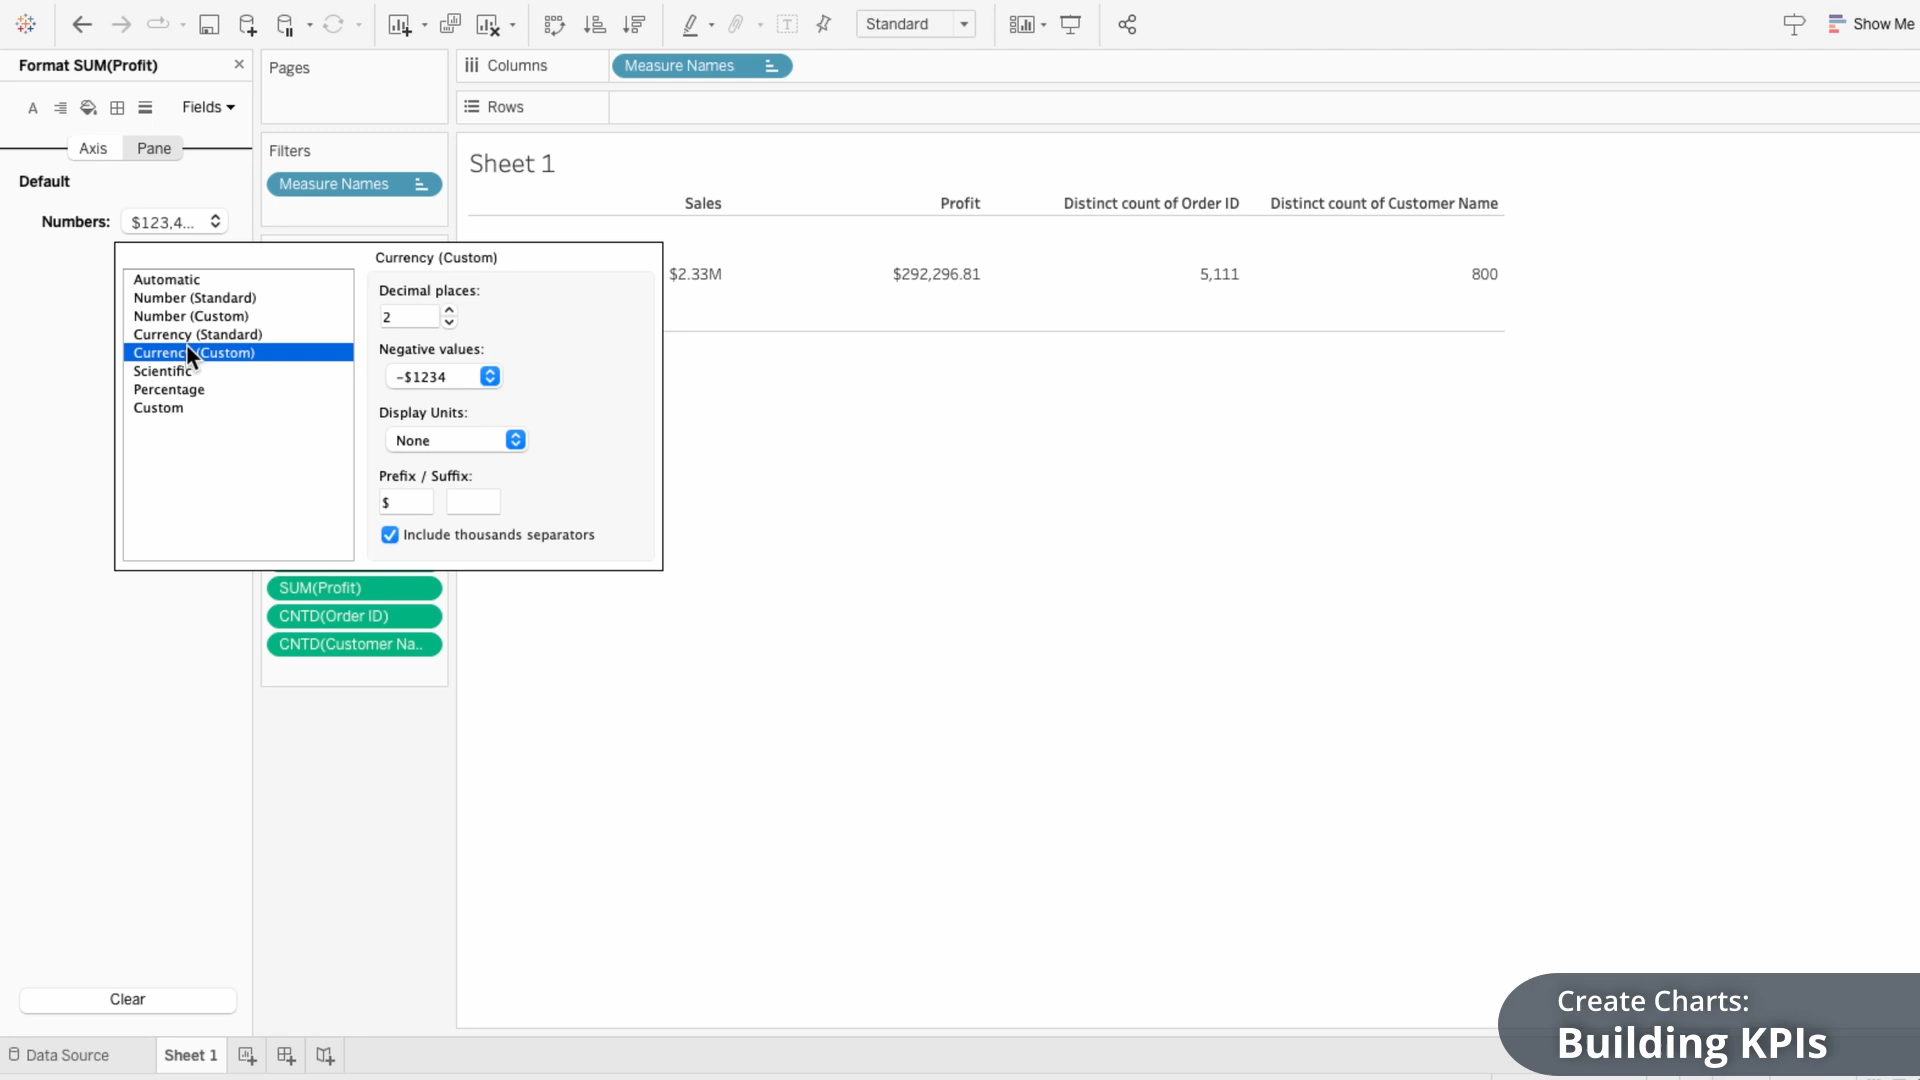 Standard
Show Me
Format SUM(Profit)
Fields
Axis
Pane
Default
Numbers:
$123,4...
Pages
Columns
Measure Names
Rows
Filters
Measure Names
Sheet 1
Sales
Profit
Distinct count of Order ID
Distinct count of Customer Name
$2.33M
$292,296.81
5,111
800
Automatic
Number (Standard)
Number (Custom)
Currency (Standard)
Currency (Custom)
Scientific
Percentage
Custom
Currency (Custom)
Decimal places:
2
Negative values:
-$1234
Display Units:
None
Prefix / Suffix:
$
Include thousands separators
SUM(Profit)
CNTD(Order ID)
CNTD(Customer Na..
Clear
Data Source
Sheet 1
Create Charts:
Building KPIs